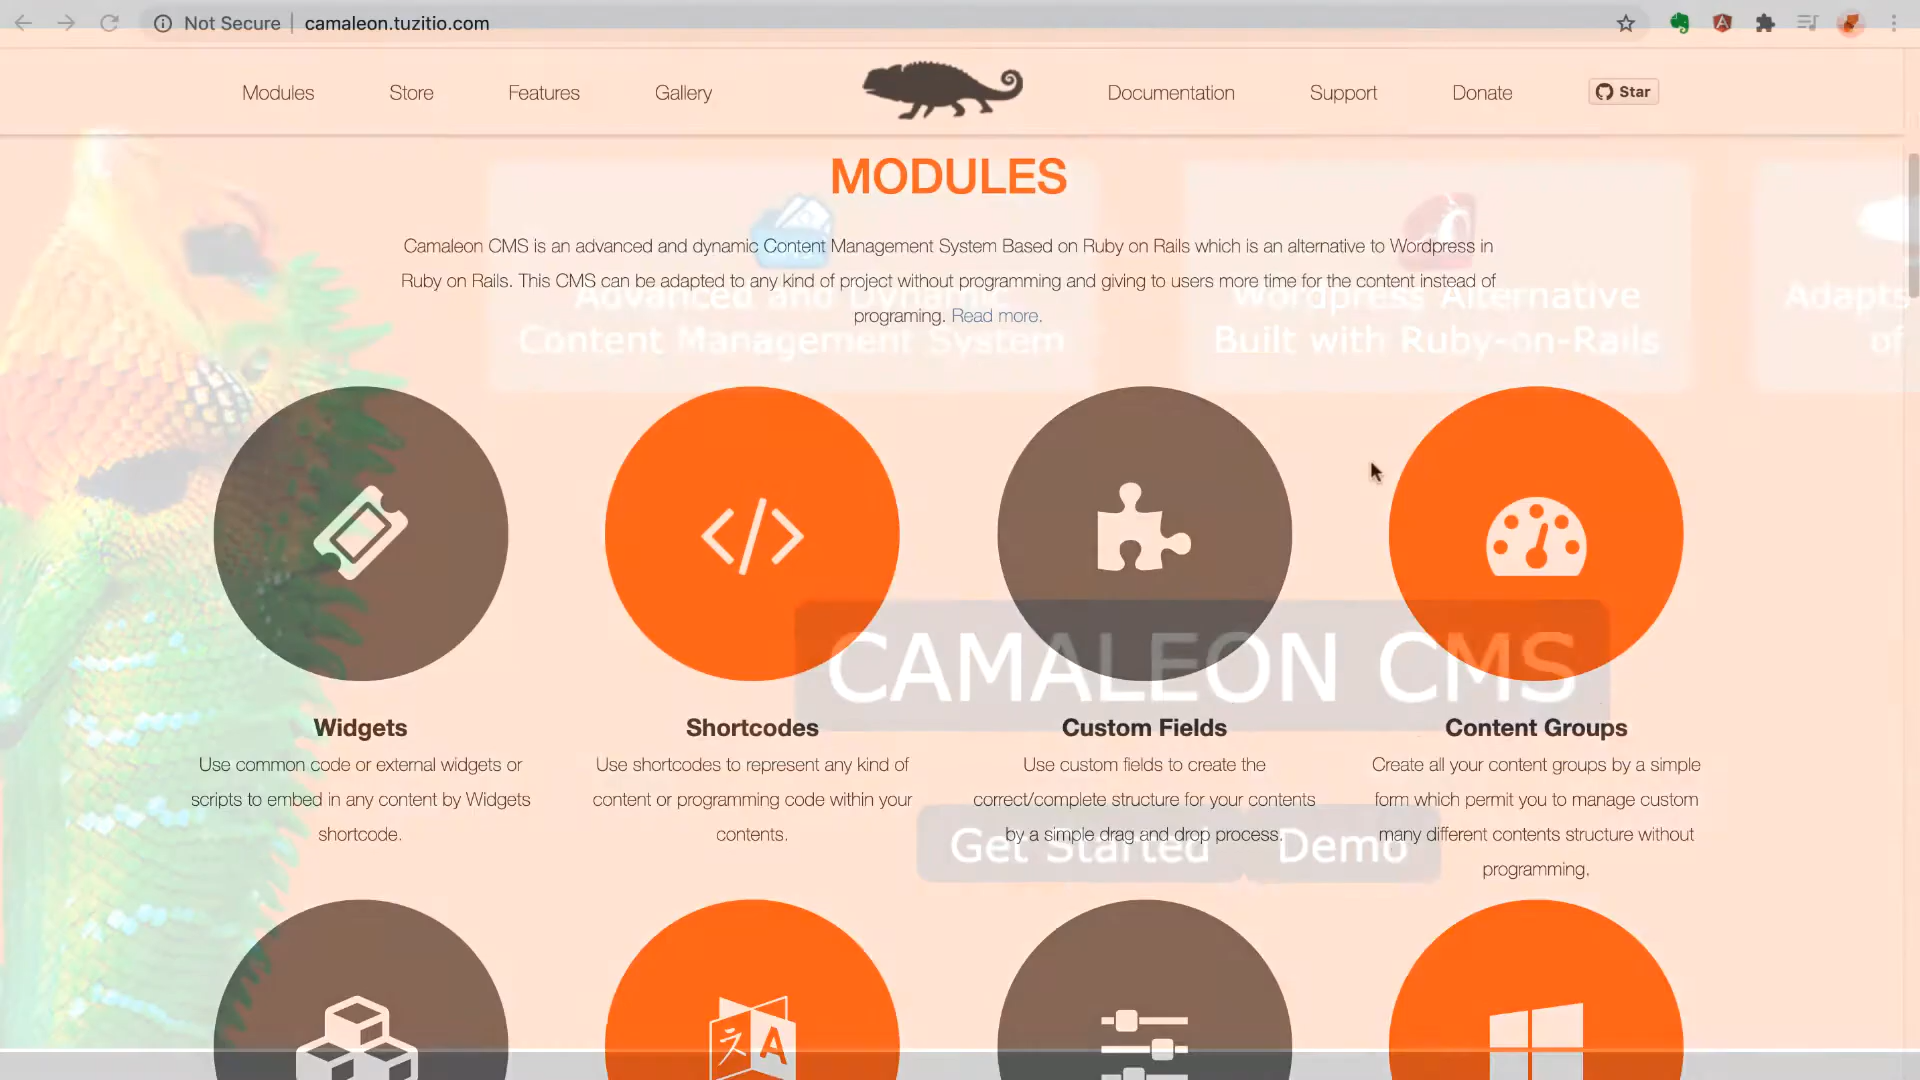 Not Secure camaleon.tuzitio.com
Modules Store Features Gallery Documentation Support Donate Star
MODULES
Camaleon CMS is an advanced and dynamic Content Management System Based on Ruby on Rails which is an alternative to Wordpress in
Ruby on Rails. This CMS can be adapted to any kind of project without programming and giving to users more time for the content instead of
programing. Read more.
Advanced and Dynamic
Content Management System
Wordpress Alternative
Built with Ruby-on-Rails
Adapts
of
CAMALEON CMS
Widgets
Use common code or external widgets or
scripts to embed in any content by Widgets
shortcode.
Shortcodes
Use shortcodes to represent any kind of
content or programming code within your
contents.
Custom Fields
Use custom fields to create the
correct/complete structure for your contents
by a simple drag and drop process.
Content Groups
Create all your content groups by a simple
form which permit you to manage custom
many different contents structure without
programming.
Get Started Demo